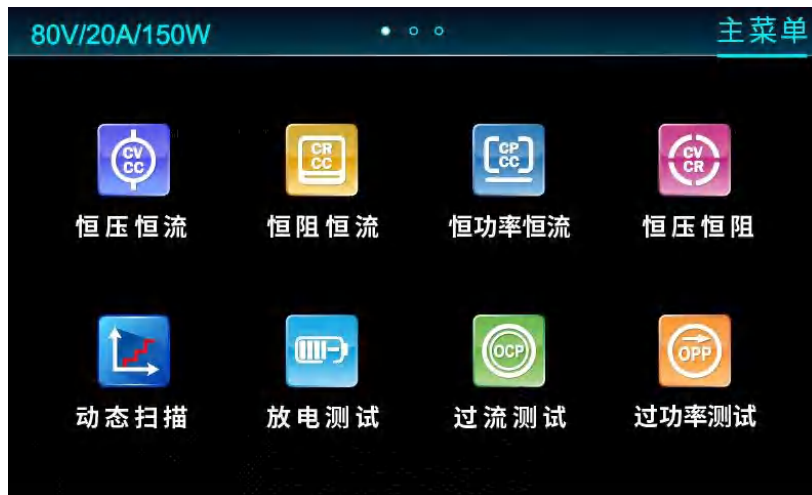 80V/20A/150W 主菜单
CV CC
CR CC
CP CC
CV CR
恒压恒流 恒阻恒流 恒功率恒流 恒压恒阻
OCP OPP
动态扫描 放电测试 过流测试 过功率测试